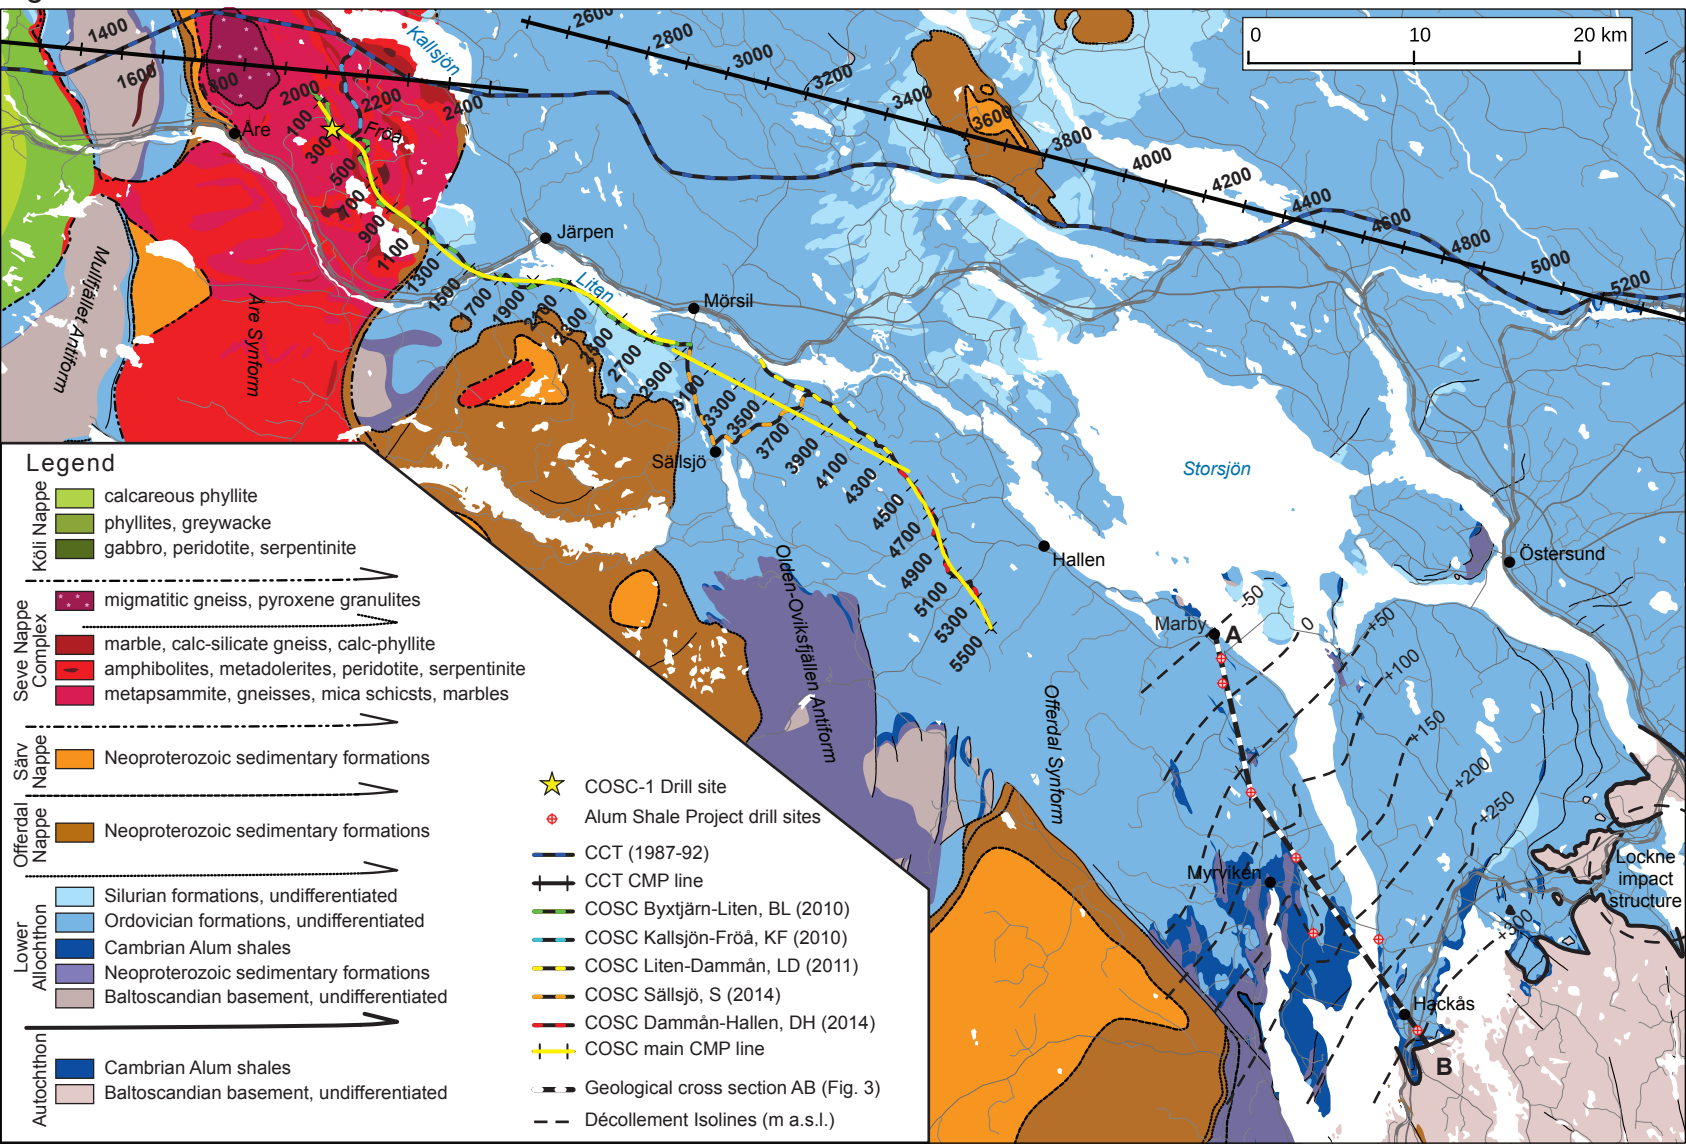 0 10 20 km
1400
1600
1800
2000
2200
2400
2600
2800
3000
3200
3400
3600
3800
4000
4200
4400
4600
4800
5000
5200
Kallsjön
Åre
Fröå
100
300
500
700
900
1100
1300
1500
1700
1900
2100
2300
2500
2700
2900
3100
3300
3500
3700
3900
4100
4300
4500
4700
4900
5100
5300
5500
Järpen
Liten
Mörsil
Mullfjället Antiform
Åre Synform
Sällsjö
Storsjön
Hallen
Östersund
Olden-Oviksfjällen Antiform
Offerdal Synform
Marby
A
-50
0
+50
+100
+150
+200
+250
+300
Myrviken
Lockne
impact
structure
Hackås
B
Legend
Köli Nappe
calcareous phyllite
phyllites, greywacke
gabbro, peridotite, serpentinite
Seve Nappe
Complex
migmatitic gneiss, pyroxene granulites
marble, calc-silicate gneiss, calc-phyllite
amphibolites, metadolerites, peridotite, serpentinite
metapsammite, gneisses, mica schicsts, marbles
Särv
Nappe
Neoproterozoic sedimentary formations
Offerdal
Nappe
Neoproterozoic sedimentary formations
Lower
Allochthon
Silurian formations, undifferentiated
Ordovician formations, undifferentiated
Cambrian Alum shales
Neoproterozoic sedimentary formations
Baltoscandian basement, undifferentiated
Autochthon
Cambrian Alum shales
Baltoscandian basement, undifferentiated
COSC-1 Drill site
Alum Shale Project drill sites
CCT (1987-92)
CCT CMP line
COSC Byxtjärn-Liten, BL (2010)
COSC Kallsjön-Fröå, KF (2010)
COSC Liten-Dammån, LD (2011)
COSC Sällsjö, S (2014)
COSC Dammån-Hallen, DH (2014)
COSC main CMP line
Geological cross section AB (Fig. 3)
Décollement Isolines (m a.s.l.)